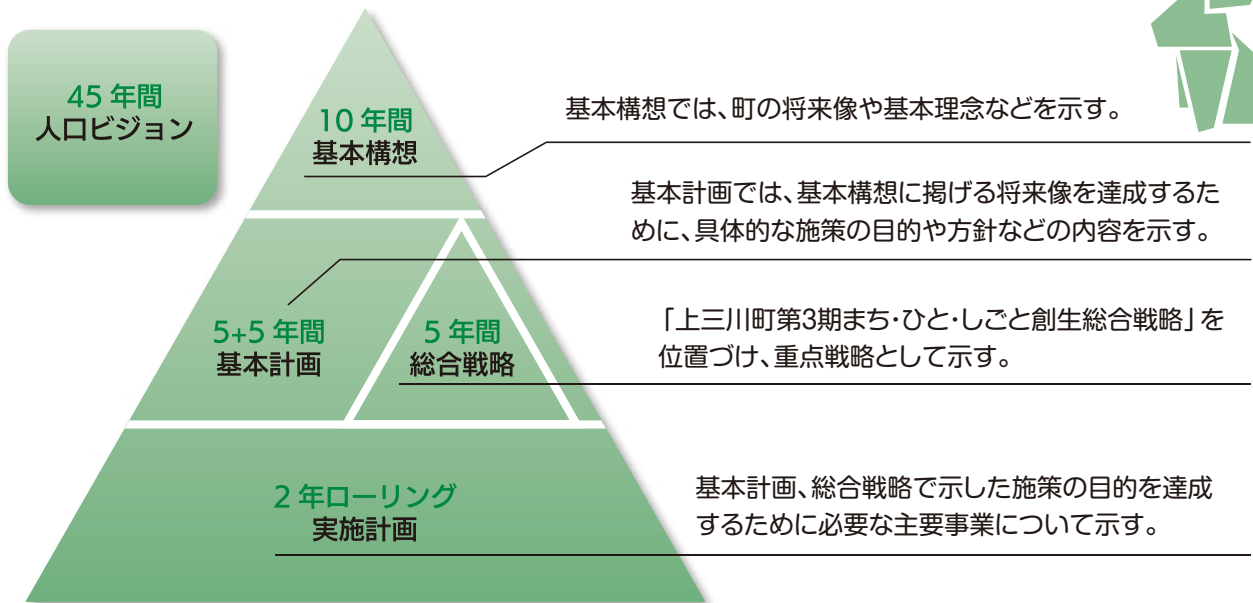 45 年間
人口ビジョン
10 年間
基本構想
基本構想では、町の将来像や基本理念などを示す。
基本計画では、基本構想に掲げる将来像を達成するた
めに、具体的な施策の目的や方針などの内容を示す。
5+5 年間
基本計画
5 年間
総合戦略
「上三川町第3期まち・ひと・しごと創生総合戦略」を
位置づけ、重点戦略として示す。
2 年ローリング
実施計画
基本計画、総合戦略で示した施策の目的を達成
するために必要な主要事業について示す。